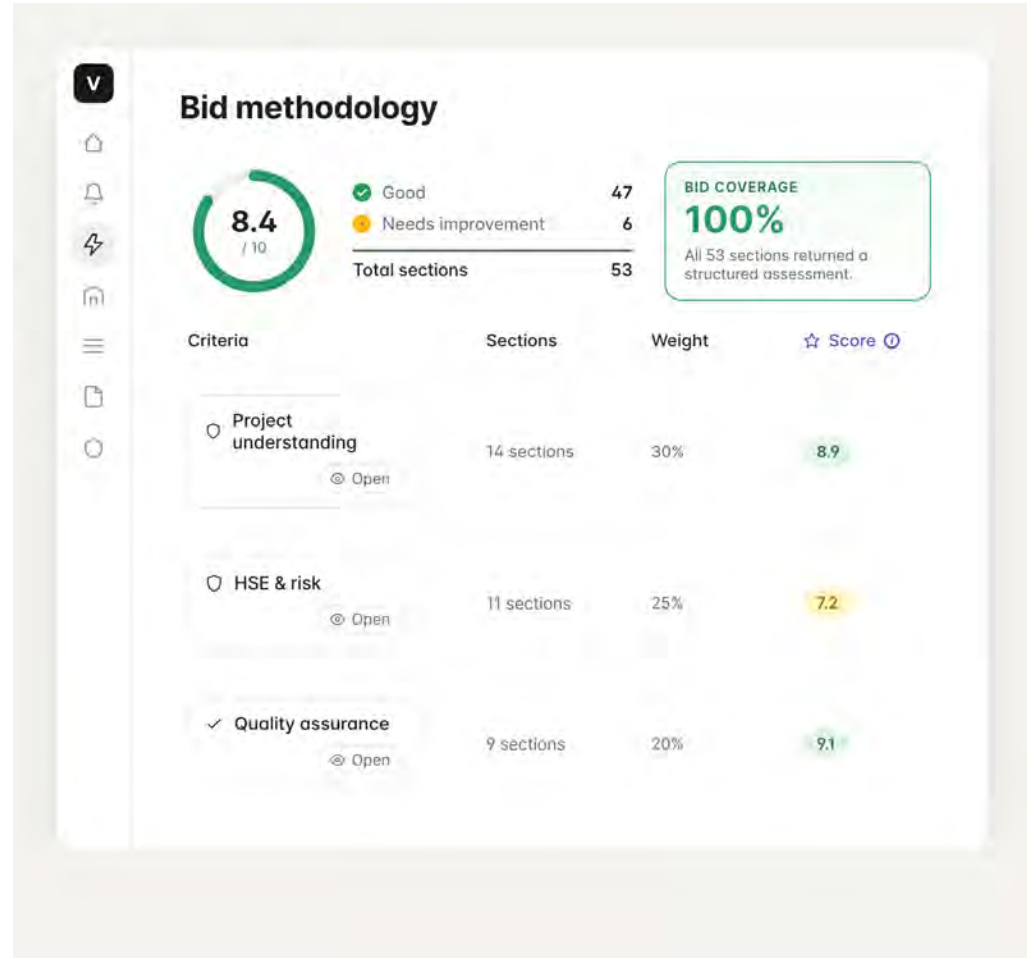 V
Bid methodology
8.4
/ 10
Good 47
Needs improvement 6
Total sections 53
BID COVERAGE
100%
All 53 sections returned a
structured assessment.
Criteria Sections Weight Score
Project
understanding
14 sections 30% 8.9
Open
HSE & risk
11 sections 25% 7.2
Open
Quality assurance
9 sections 20% 9.1
Open